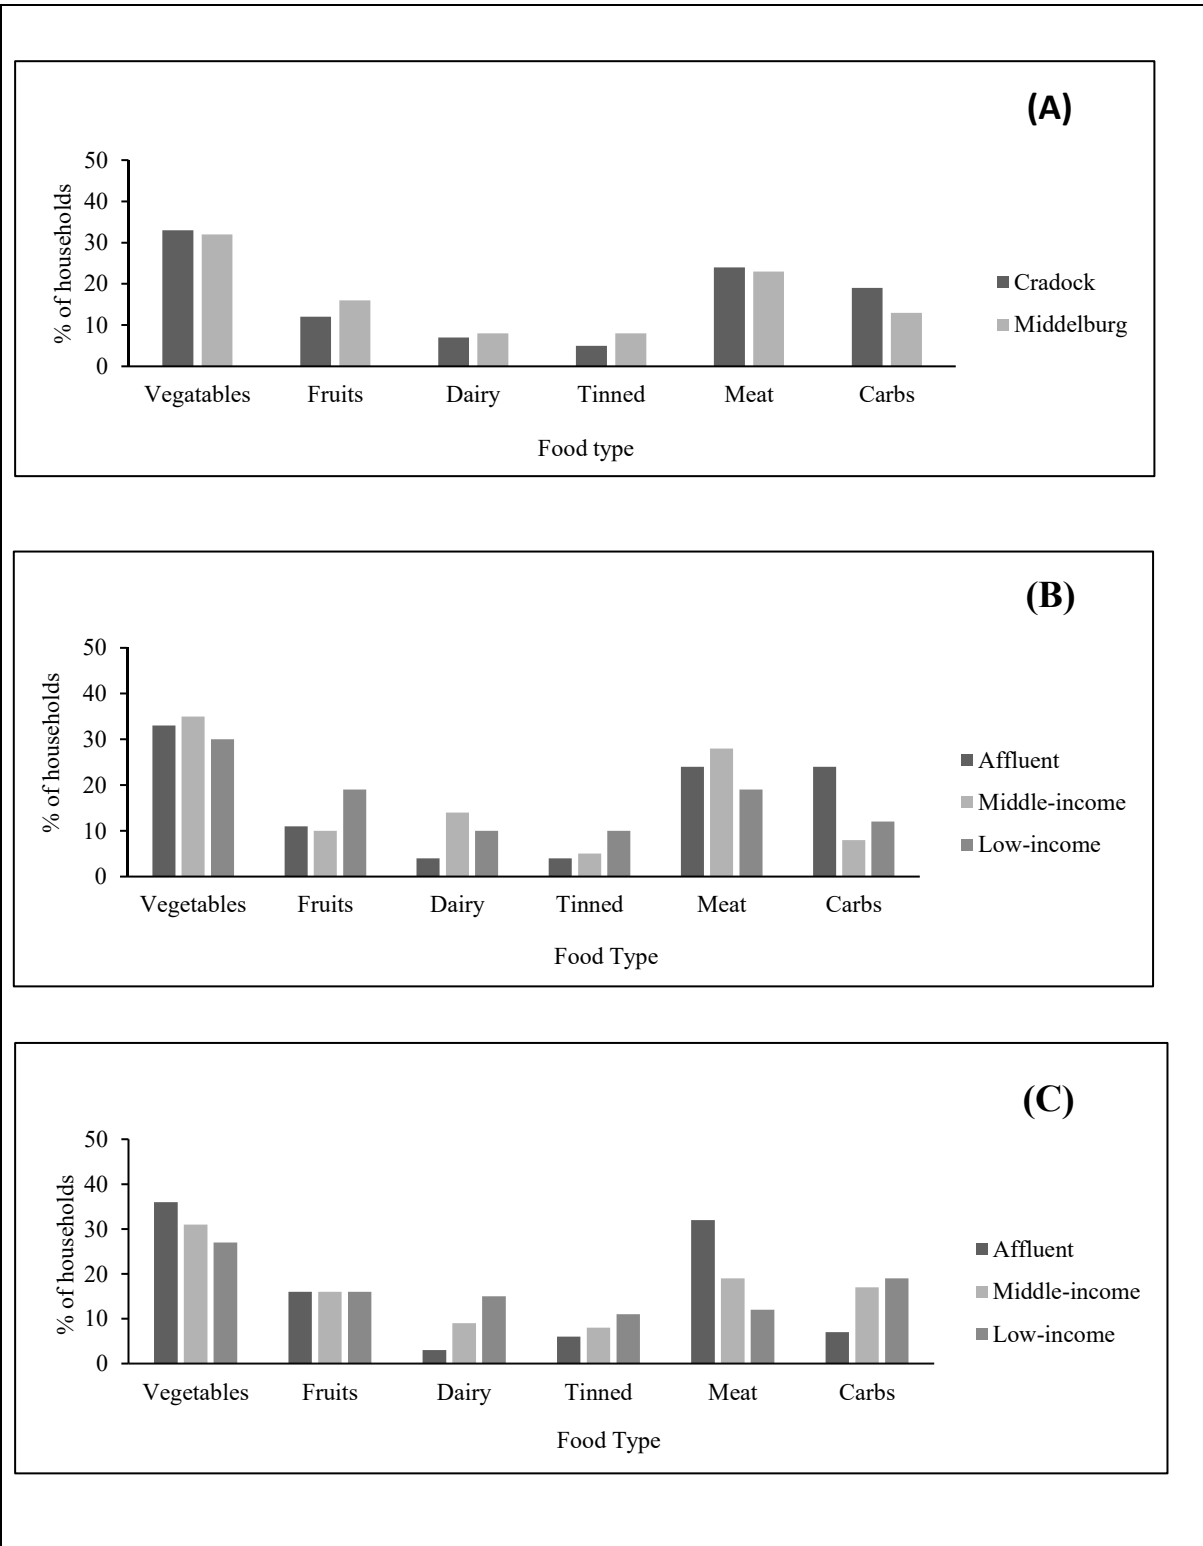 (A)
50
40
30
20
10
0
% of households
Vegatables Fruits Dairy Tinned Meat Carbs
Food type
Cradock
Middelburg
(B)
50
40
30
20
10
0
% of households
Vegetables Fruits Dairy Tinned Meat Carbs
Food Type
Affluent
Middle-income
Low-income
(C)
50
40
30
20
10
0
% of households
Vegetables Fruits Dairy Tinned Meat Carbs
Food Type
Affluent
Middle-income
Low-income